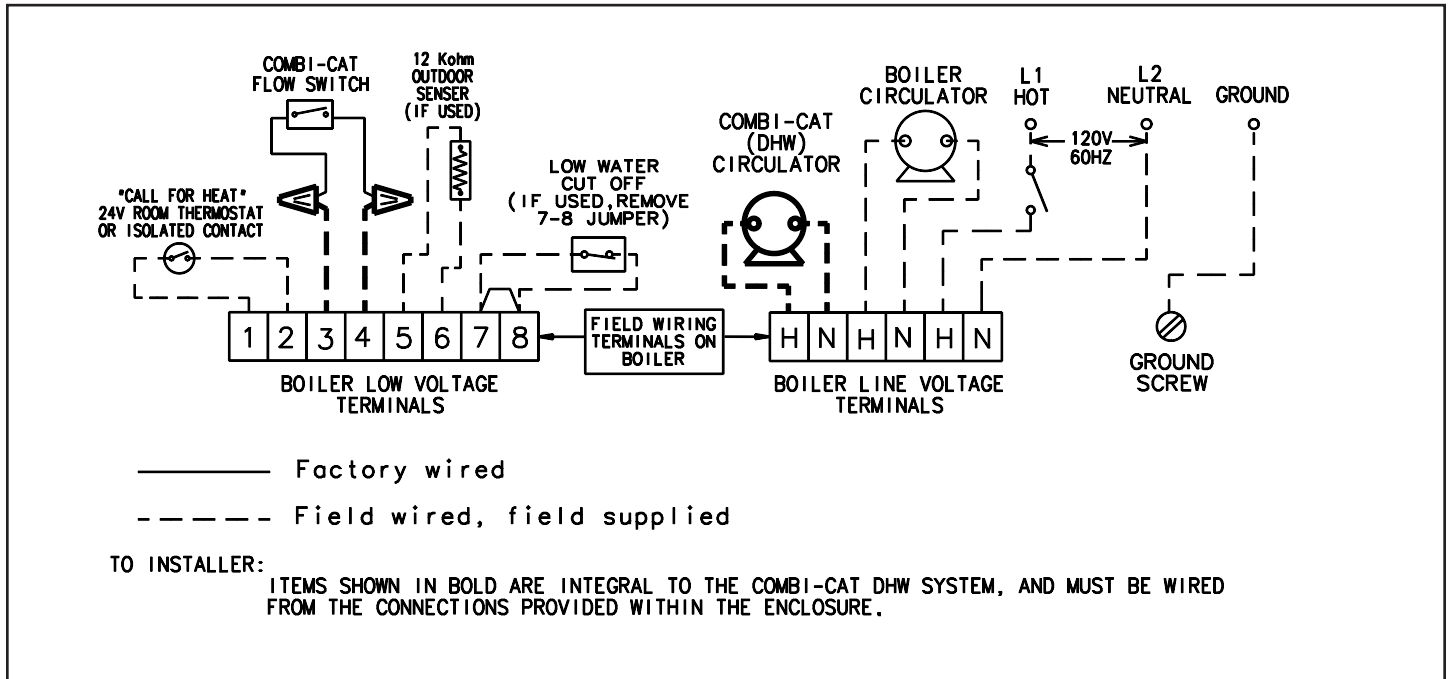 COMBI-CAT
FLOW SWITCH
12 Kohm
OUTDOOR
SENSER
(IF USED)
"CALL FOR HEAT"
24V ROOM THERMOSTAT
OR ISOLATED CONTACT
LOW WATER
CUT OFF
(IF USED,REMOVE
7-8 JUMPER)
COMBI-CAT
(DHW)
CIRCULATOR
BOILER
CIRCULATOR
L1
HOT
L2
NEUTRAL
GROUND
120V
60HZ
1 2 3 4 5 6 7 8
FIELD WIRING
TERMINALS ON
BOILER
H N H N H N
BOILER LOW VOLTAGE
TERMINALS
BOILER LINE VOLTAGE
TERMINALS
GROUND
SCREW
Factory wired
Field wired, field supplied
TO INSTALLER:
ITEMS SHOWN IN BOLD ARE INTEGRAL TO THE COMBI-CAT DHW SYSTEM, AND MUST BE WIRED
FROM THE CONNECTIONS PROVIDED WITHIN THE ENCLOSURE.